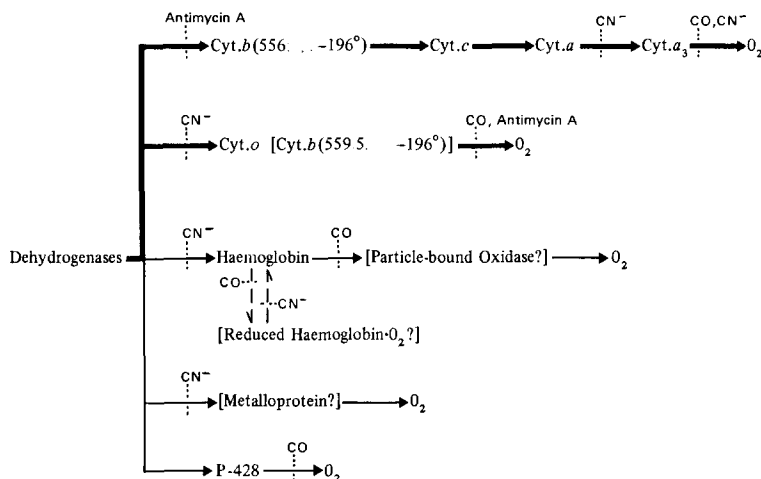 Antimycin A CN⁻ CO,CN⁻
Cyt.b(556. . . −196°) Cyt.c Cyt.a Cyt.a₃ O₂
CN⁻ CO, Antimycin A
Cyt.o [Cyt.b(559.5. −196°)] O₂
CN⁻ CO
Dehydrogenases Haemoglobin [Particle-bound Oxidase?] O₂
CO CN⁻
[Reduced Haemoglobin·O₂?]
CN⁻
[Metalloprotein?] O₂
CO
P-428 O₂